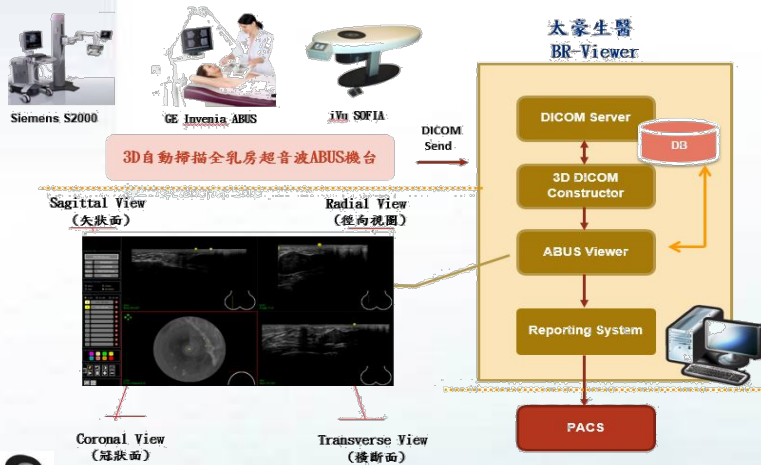 太豪生醫
BR-Viewer
Siemens S2000
GE Invenia ABUS
iVu SOFIA
3D自動掃描全乳房超音波ABUS機台
DICOM
Send
DICOM Server
DB
3D DICOM
Constructor
ABUS Viewer
Reporting System
PACS
Sagittal View
(矢狀面)
Radial View
(徑向視圖)
Coronal View
(冠狀面)
Transverse View
(橫斷面)